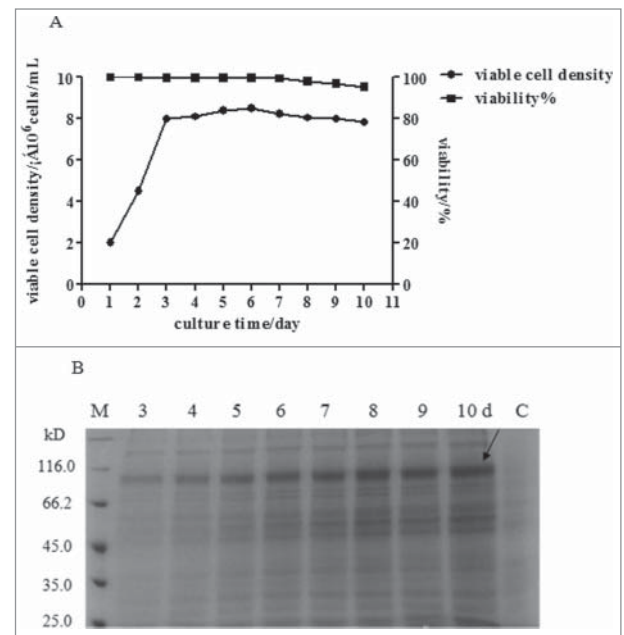 A
viable cell density
viability%
10
8
6
4
2
0
100
80
60
40
20
0
viable cell density/¡Á10⁶cells/mL
viability/%
0 1 2 3 4 5 6 7 8 9 10 11
culture time/day
B
M 3 4 5 6 7 8 9 10 d C
kD
116.0
66.2
45.0
35.0
25.0